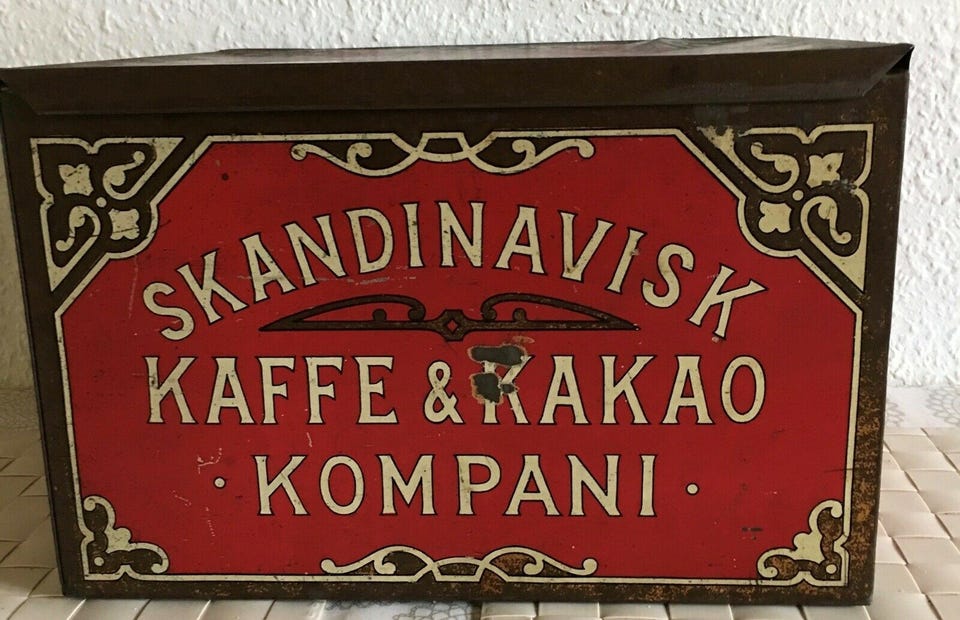 SKANDINAVISK
KAFFE & KAKAO
· KOMPANI ·